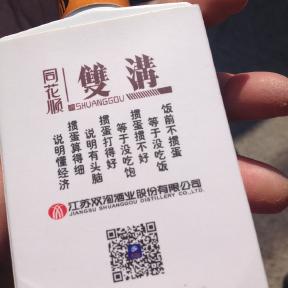 同花顺
雙溝
SHUANGGOU
饭前不掼蛋
等于没吃饭
掼蛋掼不好
等于没吃饱
掼蛋打得好
说明有头脑
掼蛋算得细
说明懂经济
江苏双沟酒业股份有限公司
JIANGSU SHUANGGOU DISTILLERY CO.,LTD.